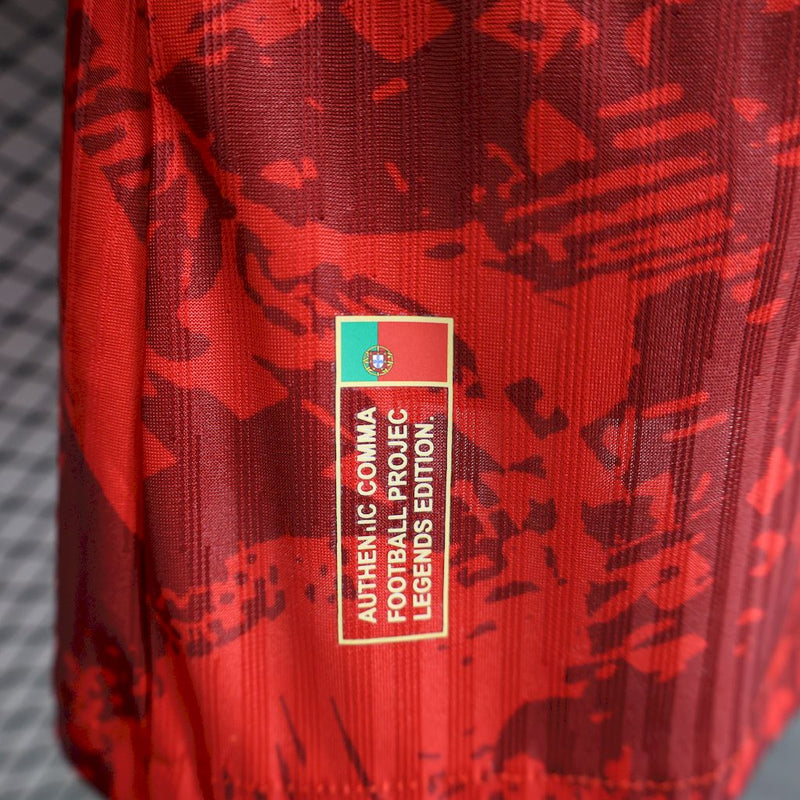 AUTHEN.IC COMMA
FOOTBALL PROJEC
LEGENDS EDITION.